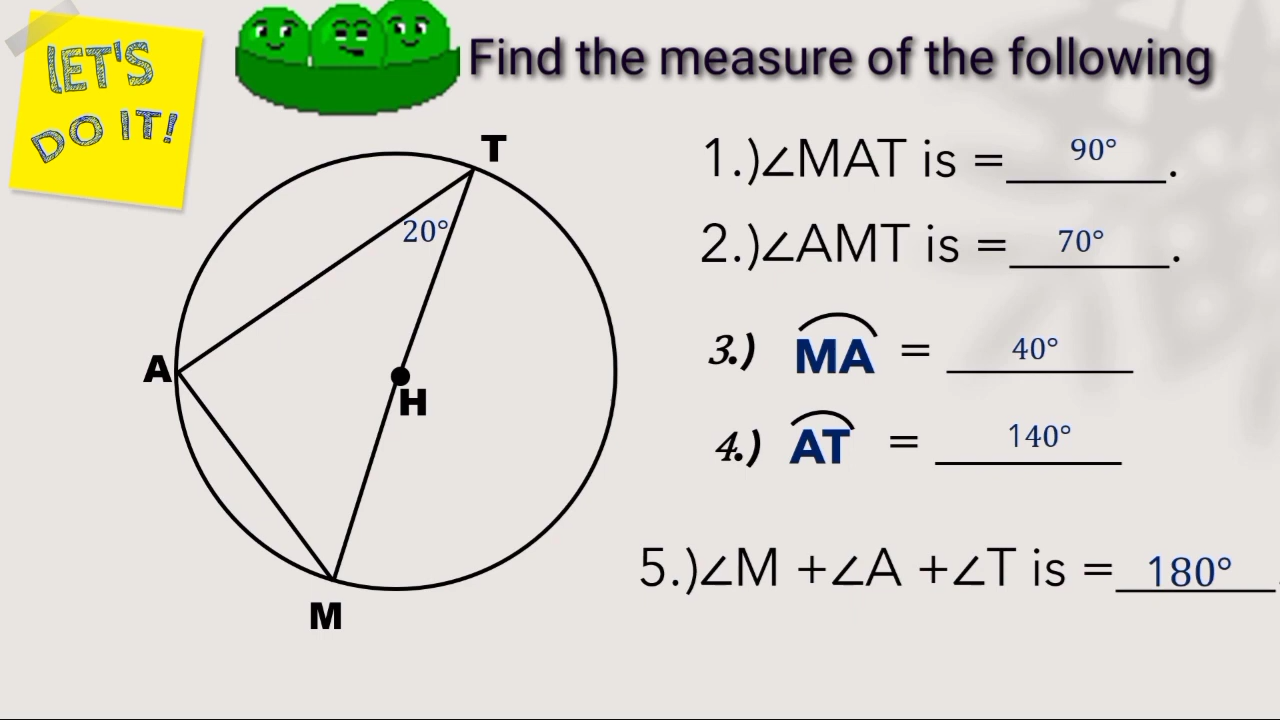 LET'S
DO IT!
Find the measure of the following
T
20°
A
H
M
1.)∠MAT is = 90° .
2.)∠AMT is = 70° .
3.) MA = 40°
4.) AT = 140°
5.)∠M +∠A +∠T is = 180° .